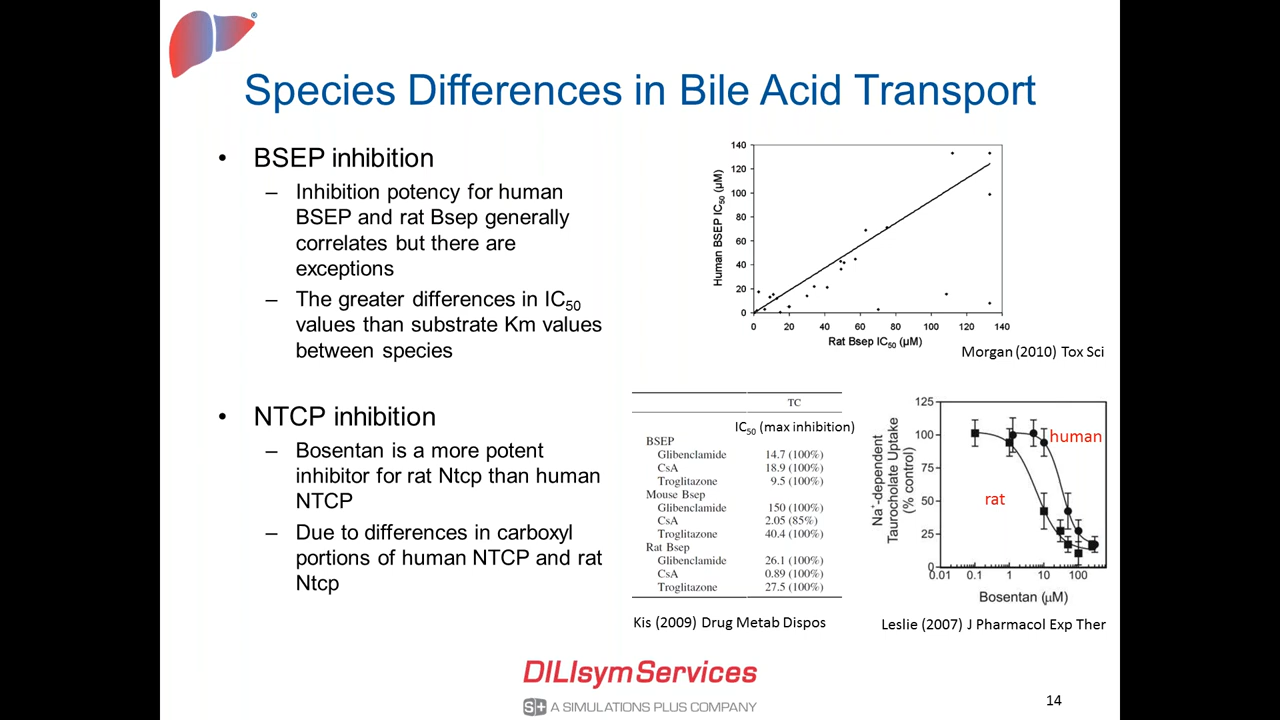 ®
Species Differences in Bile Acid Transport
• BSEP inhibition
– Inhibition potency for human
BSEP and rat Bsep generally
correlates but there are
exceptions
– The greater differences in IC50
values than substrate Km values
between species
• NTCP inhibition
– Bosentan is a more potent
inhibitor for rat Ntcp than human
NTCP
– Due to differences in carboxyl
portions of human NTCP and rat
Ntcp
Human BSEP IC50 (µM)
140
120
100
80
60
40
20
0
0 20 40 60 80 100 120 140
Rat Bsep IC50 (µM)
Morgan (2010) Tox Sci
TC
IC50 (max inhibition)
BSEP
Glibenclamide 14.7 (100%)
CsA 18.9 (100%)
Troglitazone 9.5 (100%)
Mouse Bsep
Glibenclamide 150 (100%)
CsA 2.05 (85%)
Troglitazone 40.4 (100%)
Rat Bsep
Glibenclamide 26.1 (100%)
CsA 0.89 (100%)
Troglitazone 27.5 (100%)
Kis (2009) Drug Metab Dispos
Na+-dependent
Taurocholate Uptake
(% control)
125
100
75
50
25
0
human
rat
0.01 0.1 1 10 100
Bosentan (µM)
Leslie (2007) J Pharmacol Exp Ther
DILIsym Services
S+ A SIMULATIONS PLUS COMPANY
14